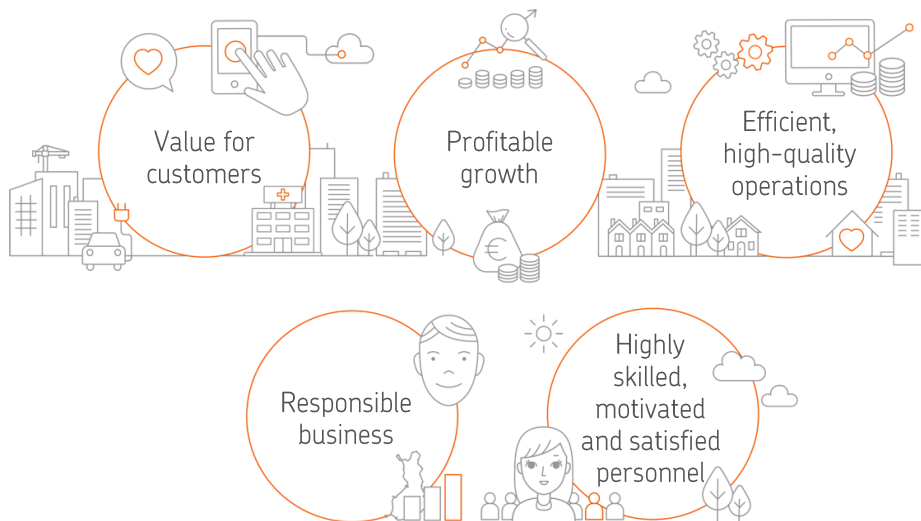 Value for
customers
Profitable
growth
Efficient,
high-quality
operations
Responsible
business
Highly
skilled,
motivated
and satisfied
personnel